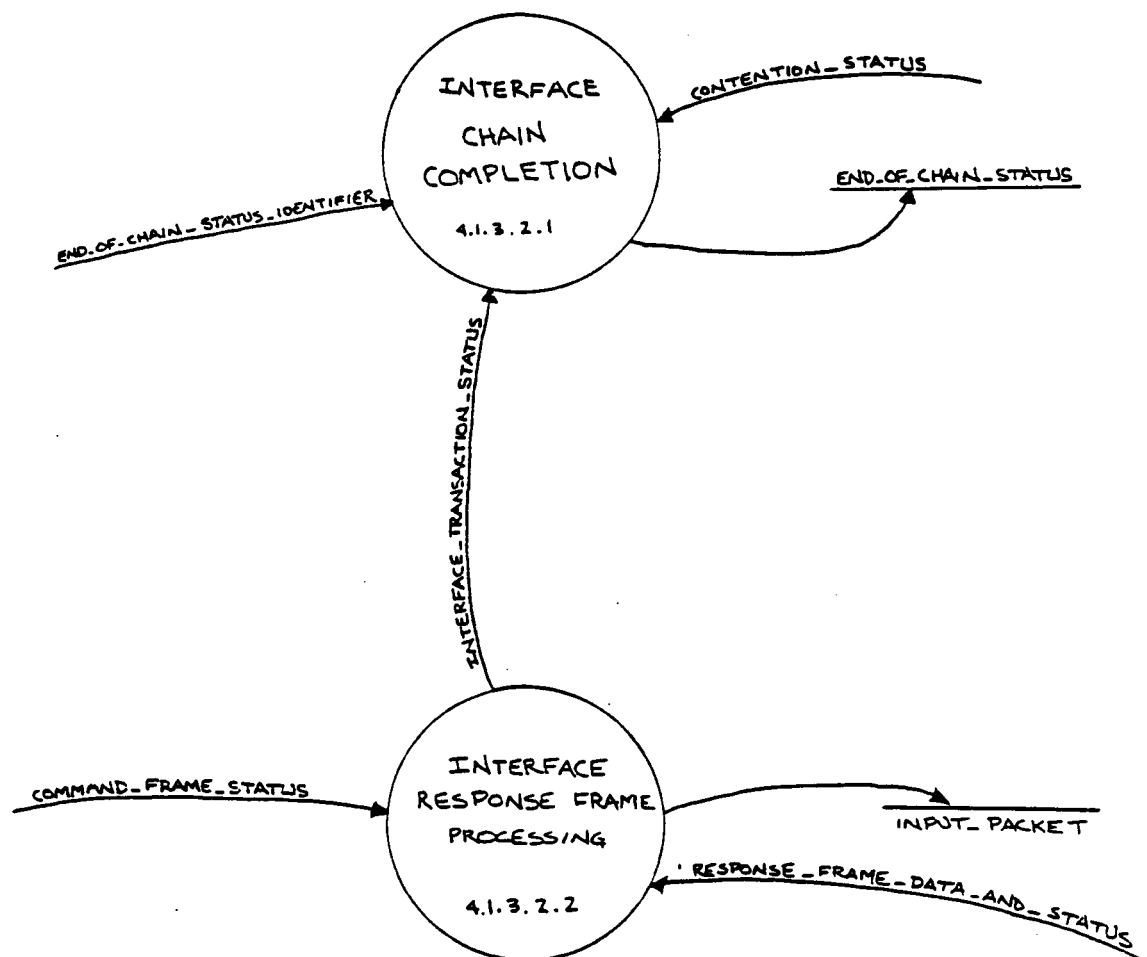 INTERFACE
CHAIN
COMPLETION
4.1.3.2.1
CONTENTION_STATUS
END_OF_CHAIN_STATUS
END_OF_CHAIN_STATUS_IDENTIFIER
INTERFACE_TRANSACTION_STATUS
COMMAND_FRAME_STATUS
INTERFACE
RESPONSE FRAME
PROCESSING
4.1.3.2.2
INPUT_PACKET
RESPONSE_FRAME_DATA_AND_STATUS